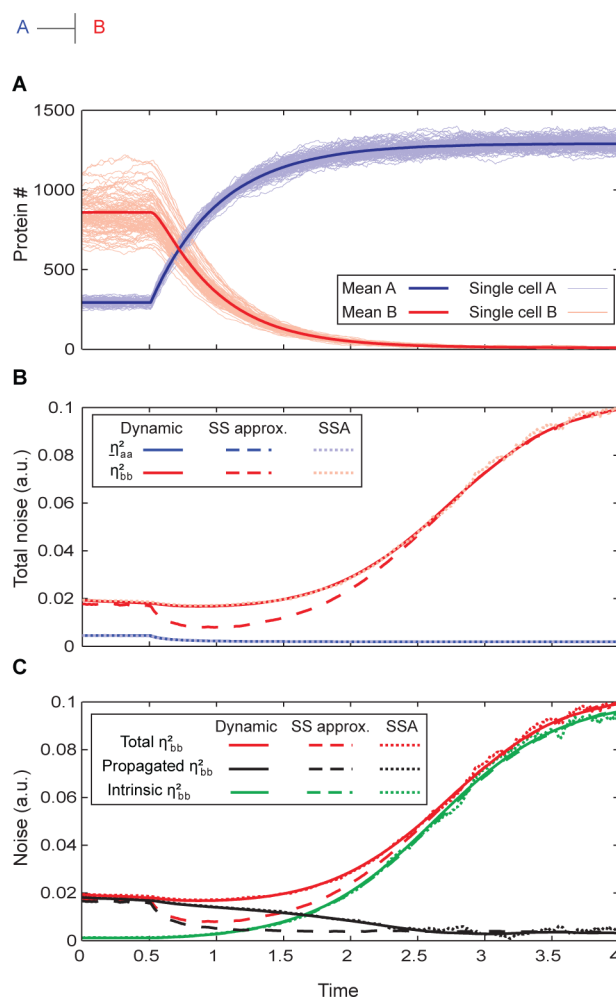 A B
A
1500
1000
500
0
Protein #
Mean A Single cell A
Mean B Single cell B
B
0.1
0.08
0.06
0.04
0.02
0
Total noise (a.u.)
Dynamic SS approx. SSA
η²aa
η²bb
C
0.1
0.08
0.06
0.04
0.02
0
Noise (a.u.)
Dynamic SS approx. SSA
Total η²bb
Propagated η²bb
Intrinsic η²bb
0 0.5 1 1.5 2 2.5 3 3.5 4
Time